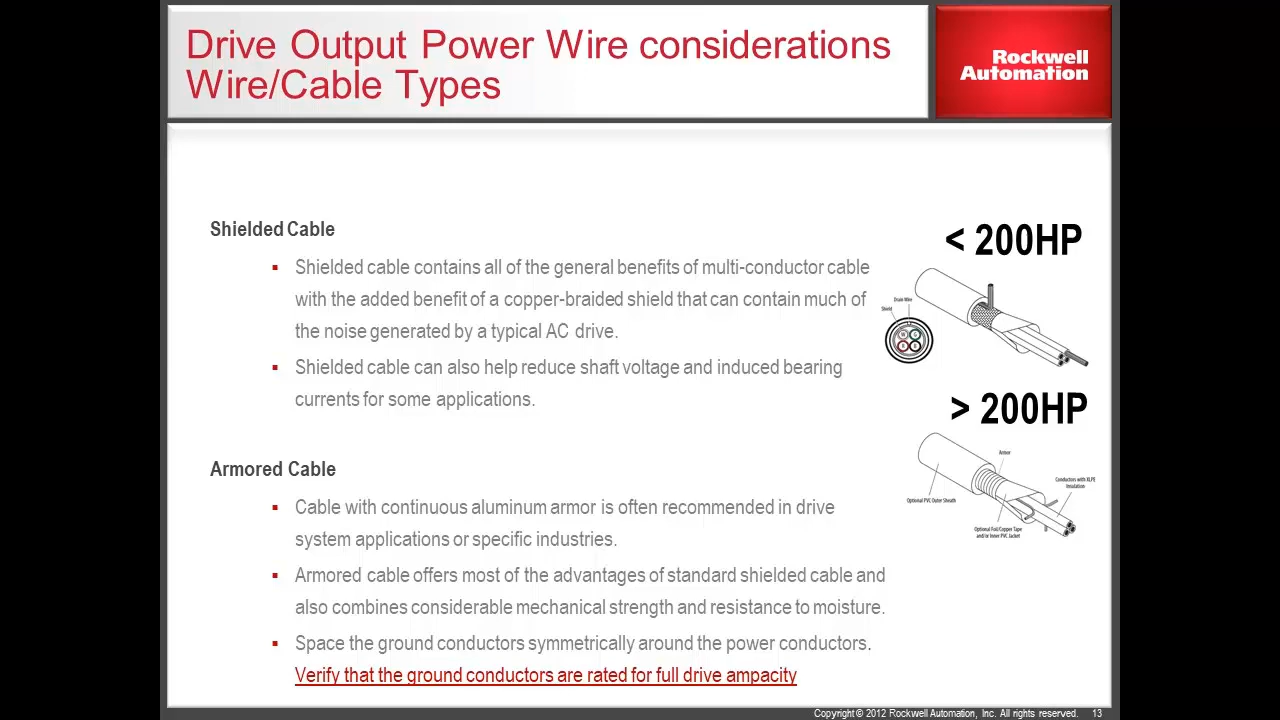 Drive Output Power Wire considerations
Wire/Cable Types
Rockwell
Automation
Shielded Cable
▪ Shielded cable contains all of the general benefits of multi-conductor cable
with the added benefit of a copper-braided shield that can contain much of
the noise generated by a typical AC drive.
▪ Shielded cable can also help reduce shaft voltage and induced bearing
currents for some applications.
< 200HP
Drain Wire
Shield
> 200HP
Armored Cable
▪ Cable with continuous aluminum armor is often recommended in drive
system applications or specific industries.
▪ Armored cable offers most of the advantages of standard shielded cable and
also combines considerable mechanical strength and resistance to moisture.
▪ Space the ground conductors symmetrically around the power conductors.
Verify that the ground conductors are rated for full drive ampacity
Armor
Conductors with XLPE
Insulation
Optional PVC Outer Sheath
Optional Foil/Copper Tape
and/or inner PVC Jacket
Copyright © 2012 Rockwell Automation, Inc. All rights reserved. 13